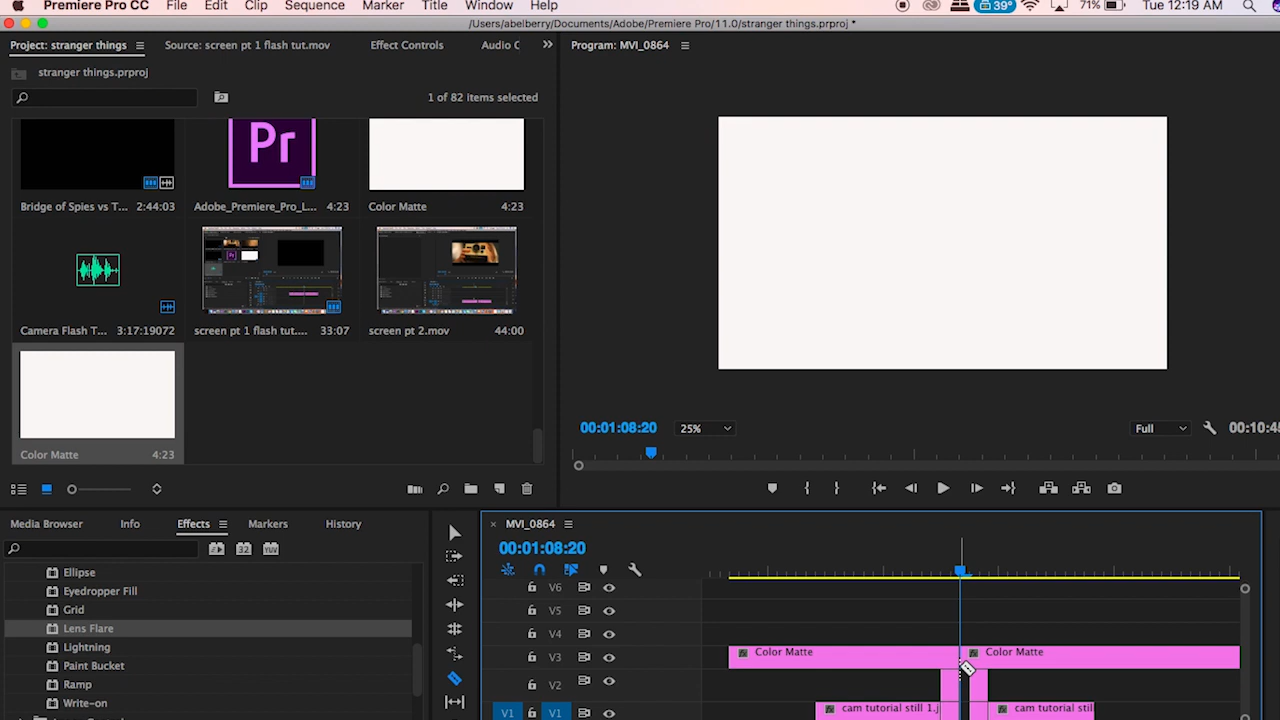 Premiere Pro CC File Edit Clip Sequence Marker Title Window Help 39° 71% Tue 12:19 AM
/Users/abelberry/Documents/Adobe/Premiere Pro/11.0/stranger things.prproj *
Project: stranger things Source: screen pt 1 flash tut.mov Effect Controls Audio C Program: MVI_0864
stranger things.prproj
1 of 82 items selected
Pr
Bridge of Spies vs T... 2:44:03 Adobe_Premiere_Pro_L... 4:23 Color Matte 4:23
Camera Flash T... 3:17:19072 screen pt 1 flash tut.... 33:07 screen pt 2.mov 44:00
00:01:08:20 25% Full 00:10:45
Color Matte 4:23
Media Browser Info Effects Markers History MVI_0864
00:01:08:20
32 YUV
Ellipse
Eyedropper Fill
Grid
Lens Flare
Lightning
Paint Bucket
Ramp
Write-on
V6
V5
V4
V3 Color Matte Color Matte
V2
V1 V1 cam tutorial still 1.j cam tutorial still